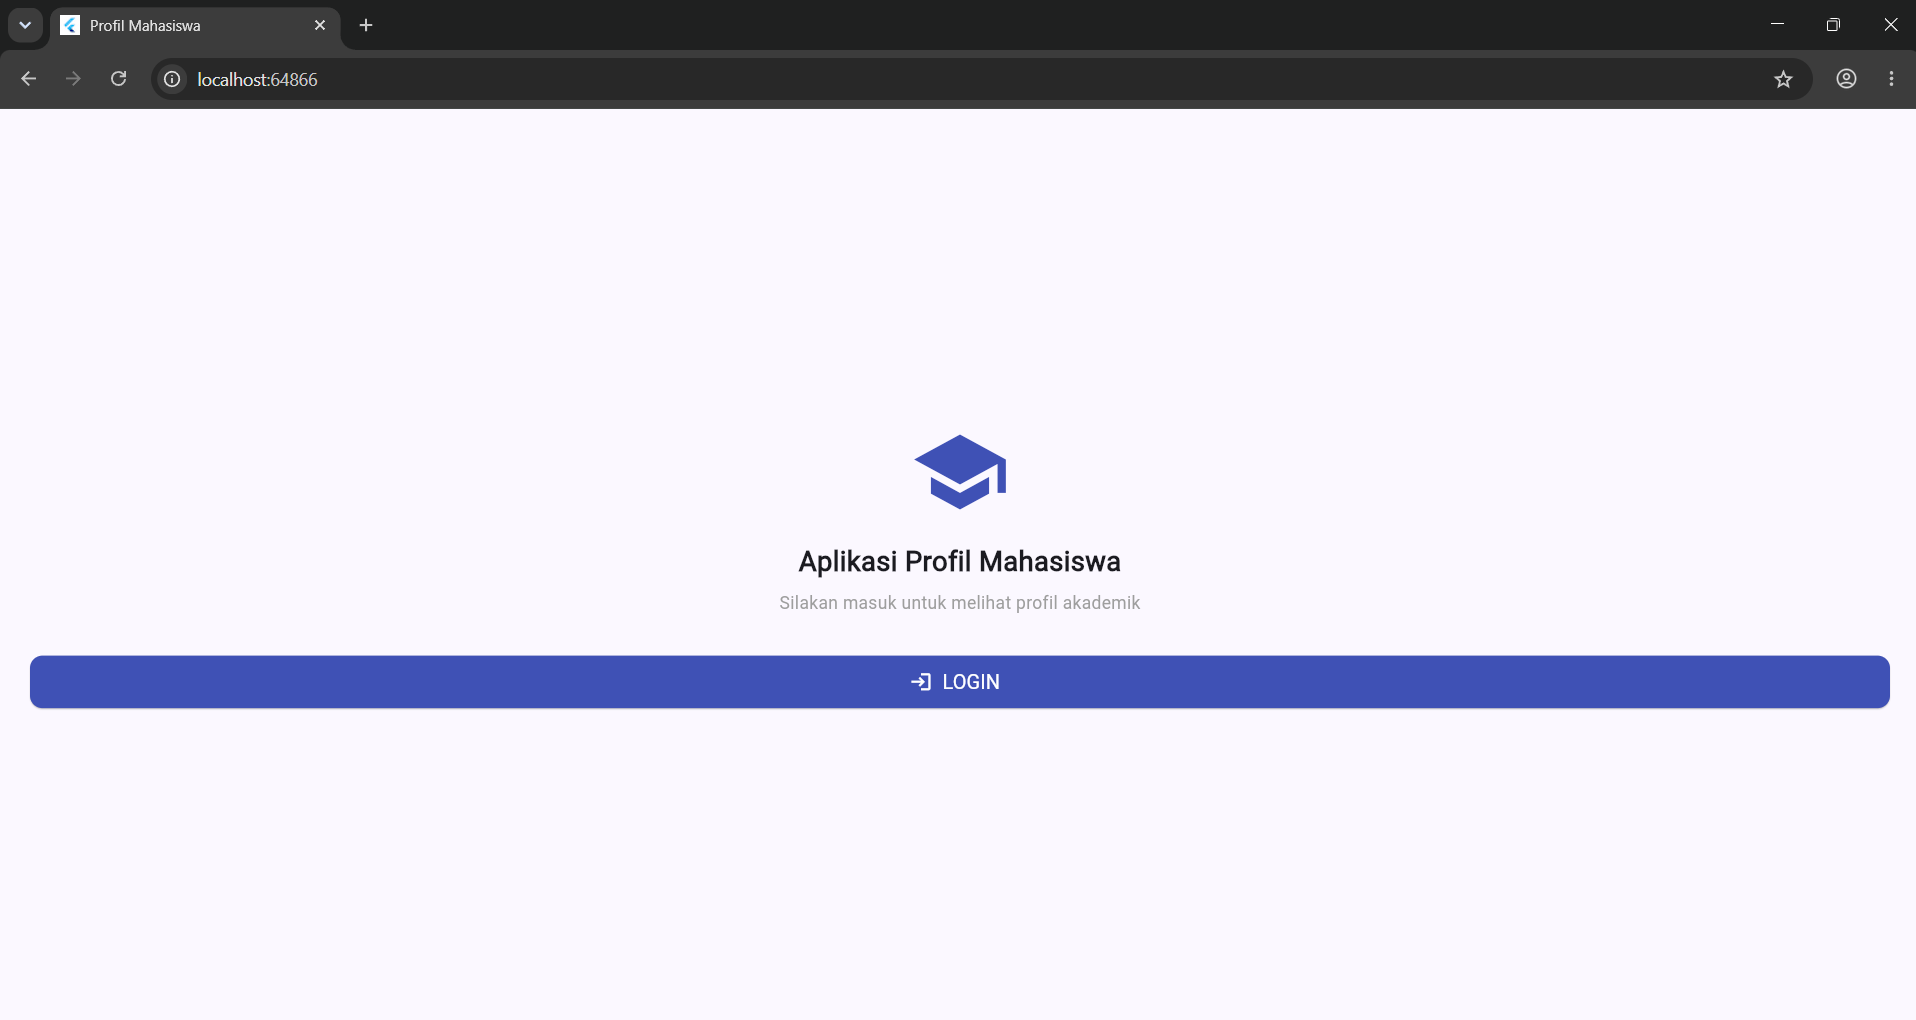 Profil Mahasiswa
localhost:64866
Aplikasi Profil Mahasiswa
Silakan masuk untuk melihat profil akademik
LOGIN